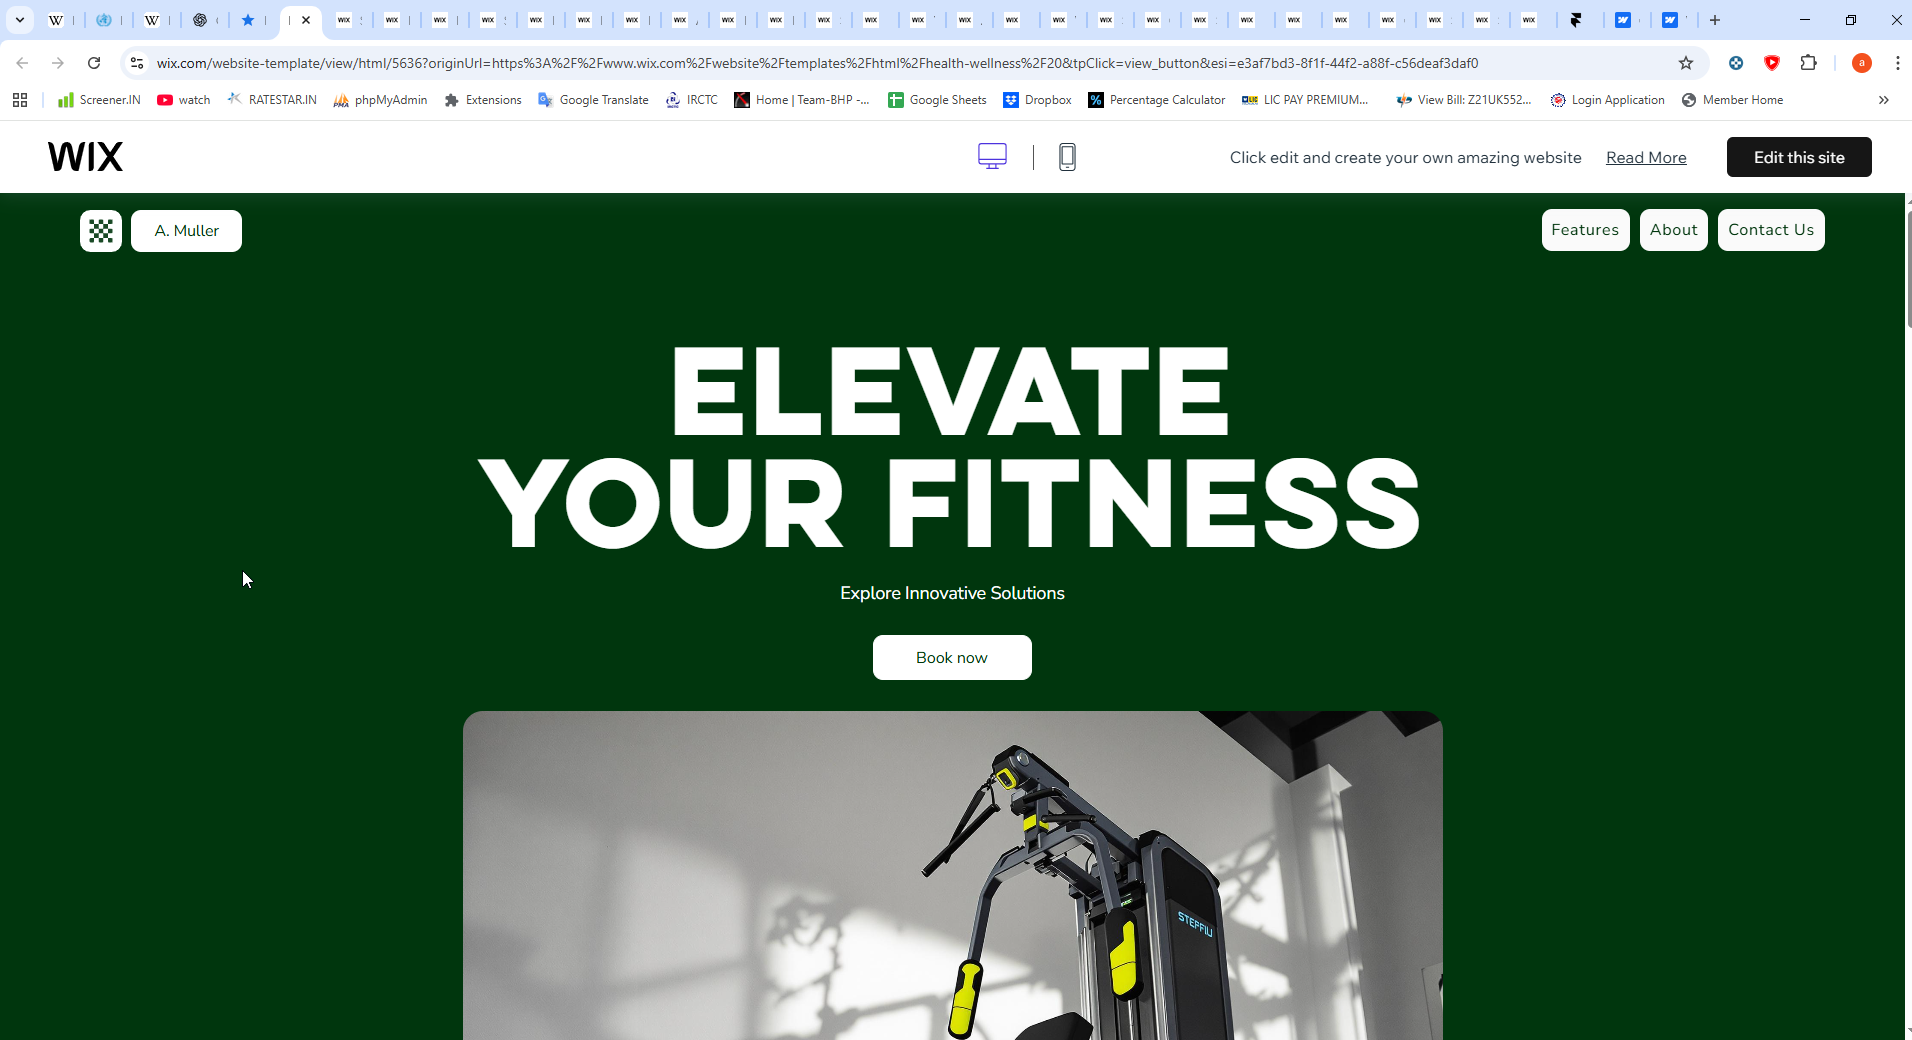 wix.com/website-template/view/html/5636?originUrl=https%3A%2F%2Fwww.wix.com%2Fwebsite%2Ftemplates%2Fhtml%2Fhealth-wellness%2F20&tpClick=view_button&esi=e3af7bd3-8f1f-44f2-a88f-c56deaf3daf0
Screener.IN watch RATESTAR.IN phpMyAdmin Extensions Google Translate IRCTC Home | Team-BHP -... Google Sheets Dropbox Percentage Calculator LIC PAY PREMIUM... View Bill: Z21UK552... Login Application Member Home
WIX Click edit and create your own amazing website Read More Edit this site
A. Muller Features About Contact Us
ELEVATE
YOUR FITNESS
Explore Innovative Solutions
Book now